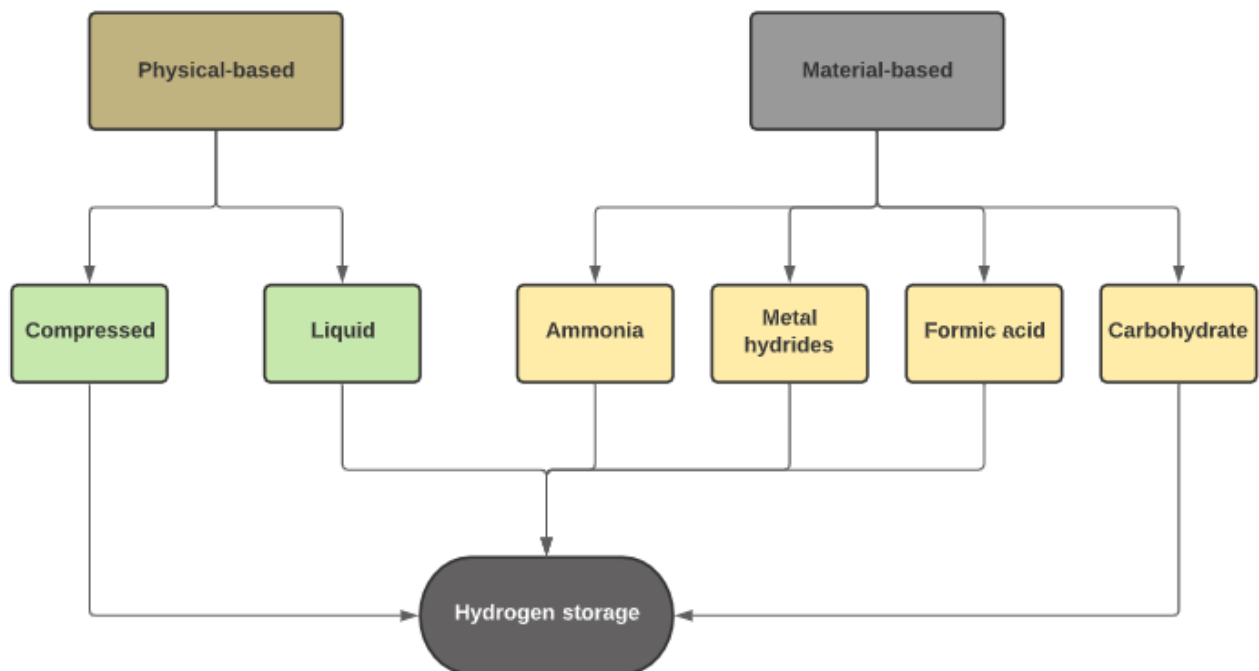 Physical-based
Material-based
Compressed
Liquid
Ammonia
Metal
hydrides
Formic acid
Carbohydrate
Hydrogen storage